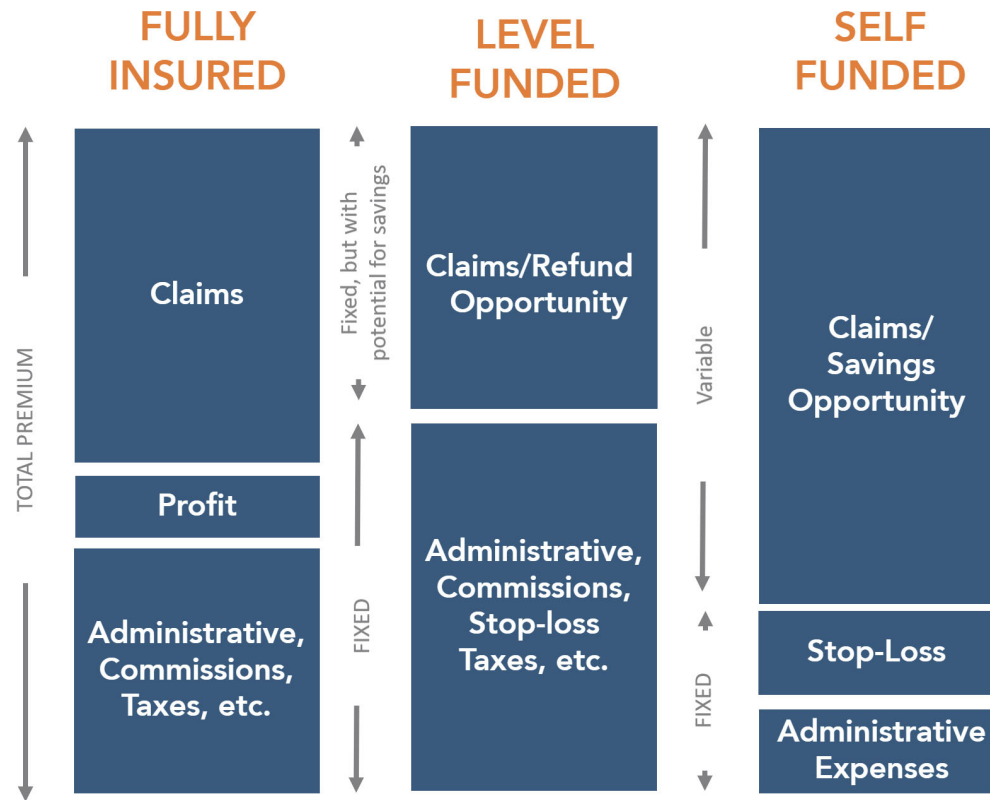 FULLY
INSURED
LEVEL
FUNDED
SELF
FUNDED
TOTAL PREMIUM
Claims
Profit
Administrative,
Commissions,
Taxes, etc.
Fixed, but with
potential for savings
FIXED
Claims/Refund
Opportunity
Administrative,
Commissions,
Stop-loss
Taxes, etc.
Variable
FIXED
Claims/
Savings
Opportunity
Stop-Loss
Administrative
Expenses